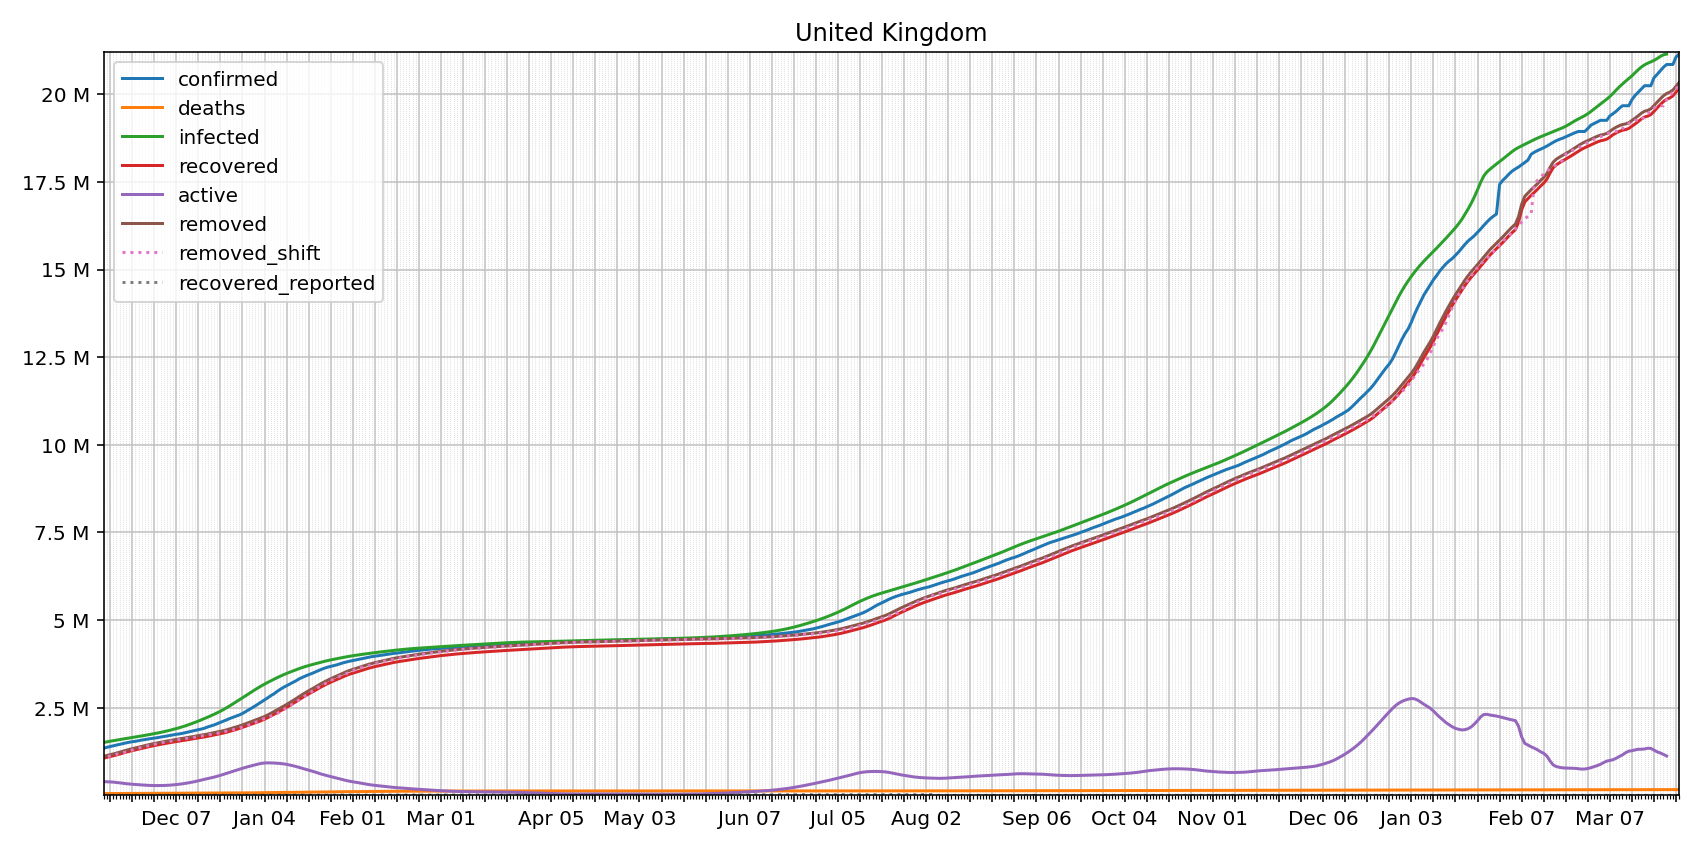 United Kingdom
confirmed
deaths
infected
recovered
active
removed
removed_shift
recovered_reported
20 M
17.5 M
15 M
12.5 M
10 M
7.5 M
5 M
2.5 M
Dec 07 Jan 04 Feb 01 Mar 01 Apr 05 May 03 Jun 07 Jul 05 Aug 02 Sep 06 Oct 04 Nov 01 Dec 06 Jan 03 Feb 07 Mar 07